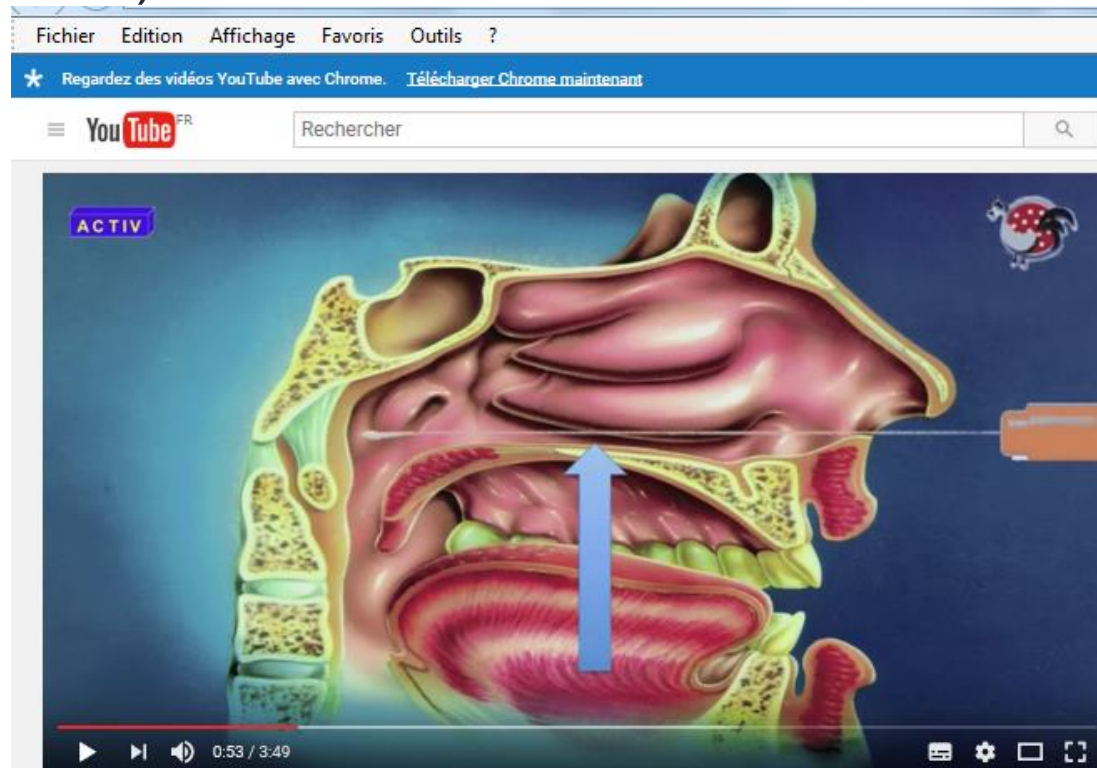 Fichier Edition Affichage Favoris Outils ?
Regardez des vidéos YouTube avec Chrome. Télécharger Chrome maintenant
YouTube FR Rechercher
ACTIV
0:53 / 3:49